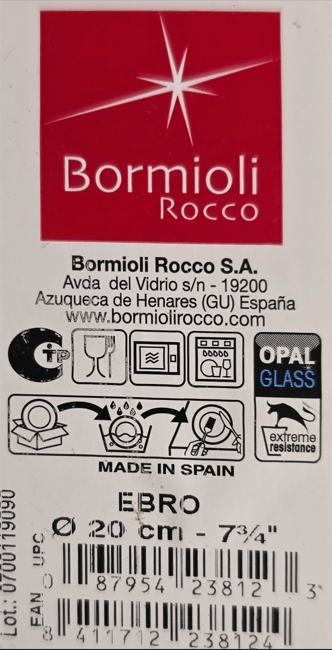 Bormioli
Rocco
Bormioli Rocco S.A.
Avda del Vidrio s/n - 19200
Azuqueca de Henares (GU) España
www.bormiolirocco.com
TIP
OPAL
GLASS
extreme
resistance
MADE IN SPAIN
EBRO
Ø 20 cm - 7¾"
Lot.: 0700119090
UPC
0 87954 23812 3
EAN
8 411712 238124